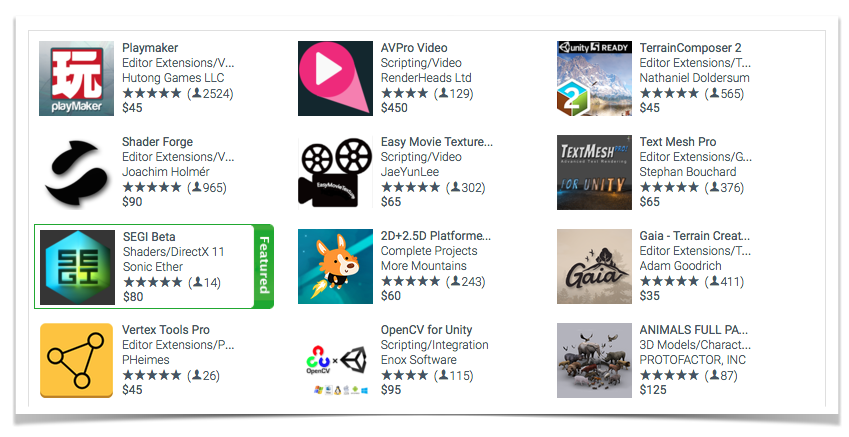 玩
playMaker
Playmaker
Editor Extensions/V...
Hutong Games LLC
★★★★★ (2524)
$45
AVPro Video
Scripting/Video
RenderHeads Ltd
★★★★ (129)
$450
unity 5 READY
2
TerrainComposer 2
Editor Extensions/T...
Nathaniel Doldersum
★★★★★ (565)
$45
Shader Forge
Editor Extensions/V...
Joachim Holmér
★★★★★ (965)
$90
EasyMovieTexture
Easy Movie Texture...
Scripting/Video
JaeYunLee
★★★★★ (302)
$65
TEXTMESH PRO
Advanced Text Rendering
FOR UNITY
Text Mesh Pro
Editor Extensions/G...
Stephan Bouchard
★★★★★ (376)
$65
SEGI
SEGI Beta
Shaders/DirectX 11
Sonic Ether
★★★★★ (14)
$80
Featured
2D+2.5D Platforme...
Complete Projects
More Mountains
★★★★★ (243)
$60
Gaia
Gaia - Terrain Creat...
Editor Extensions/T...
Adam Goodrich
★★★★★ (411)
$35
Vertex Tools Pro
Editor Extensions/P...
PHeimes
★★★★★ (26)
$45
OpenCV
OpenCV for Unity
Scripting/Integration
Enox Software
★★★★★ (115)
$95
ANIMALS FULL PA...
3D Models/Charact...
PROTOFACTOR, INC
★★★★★ (87)
$125